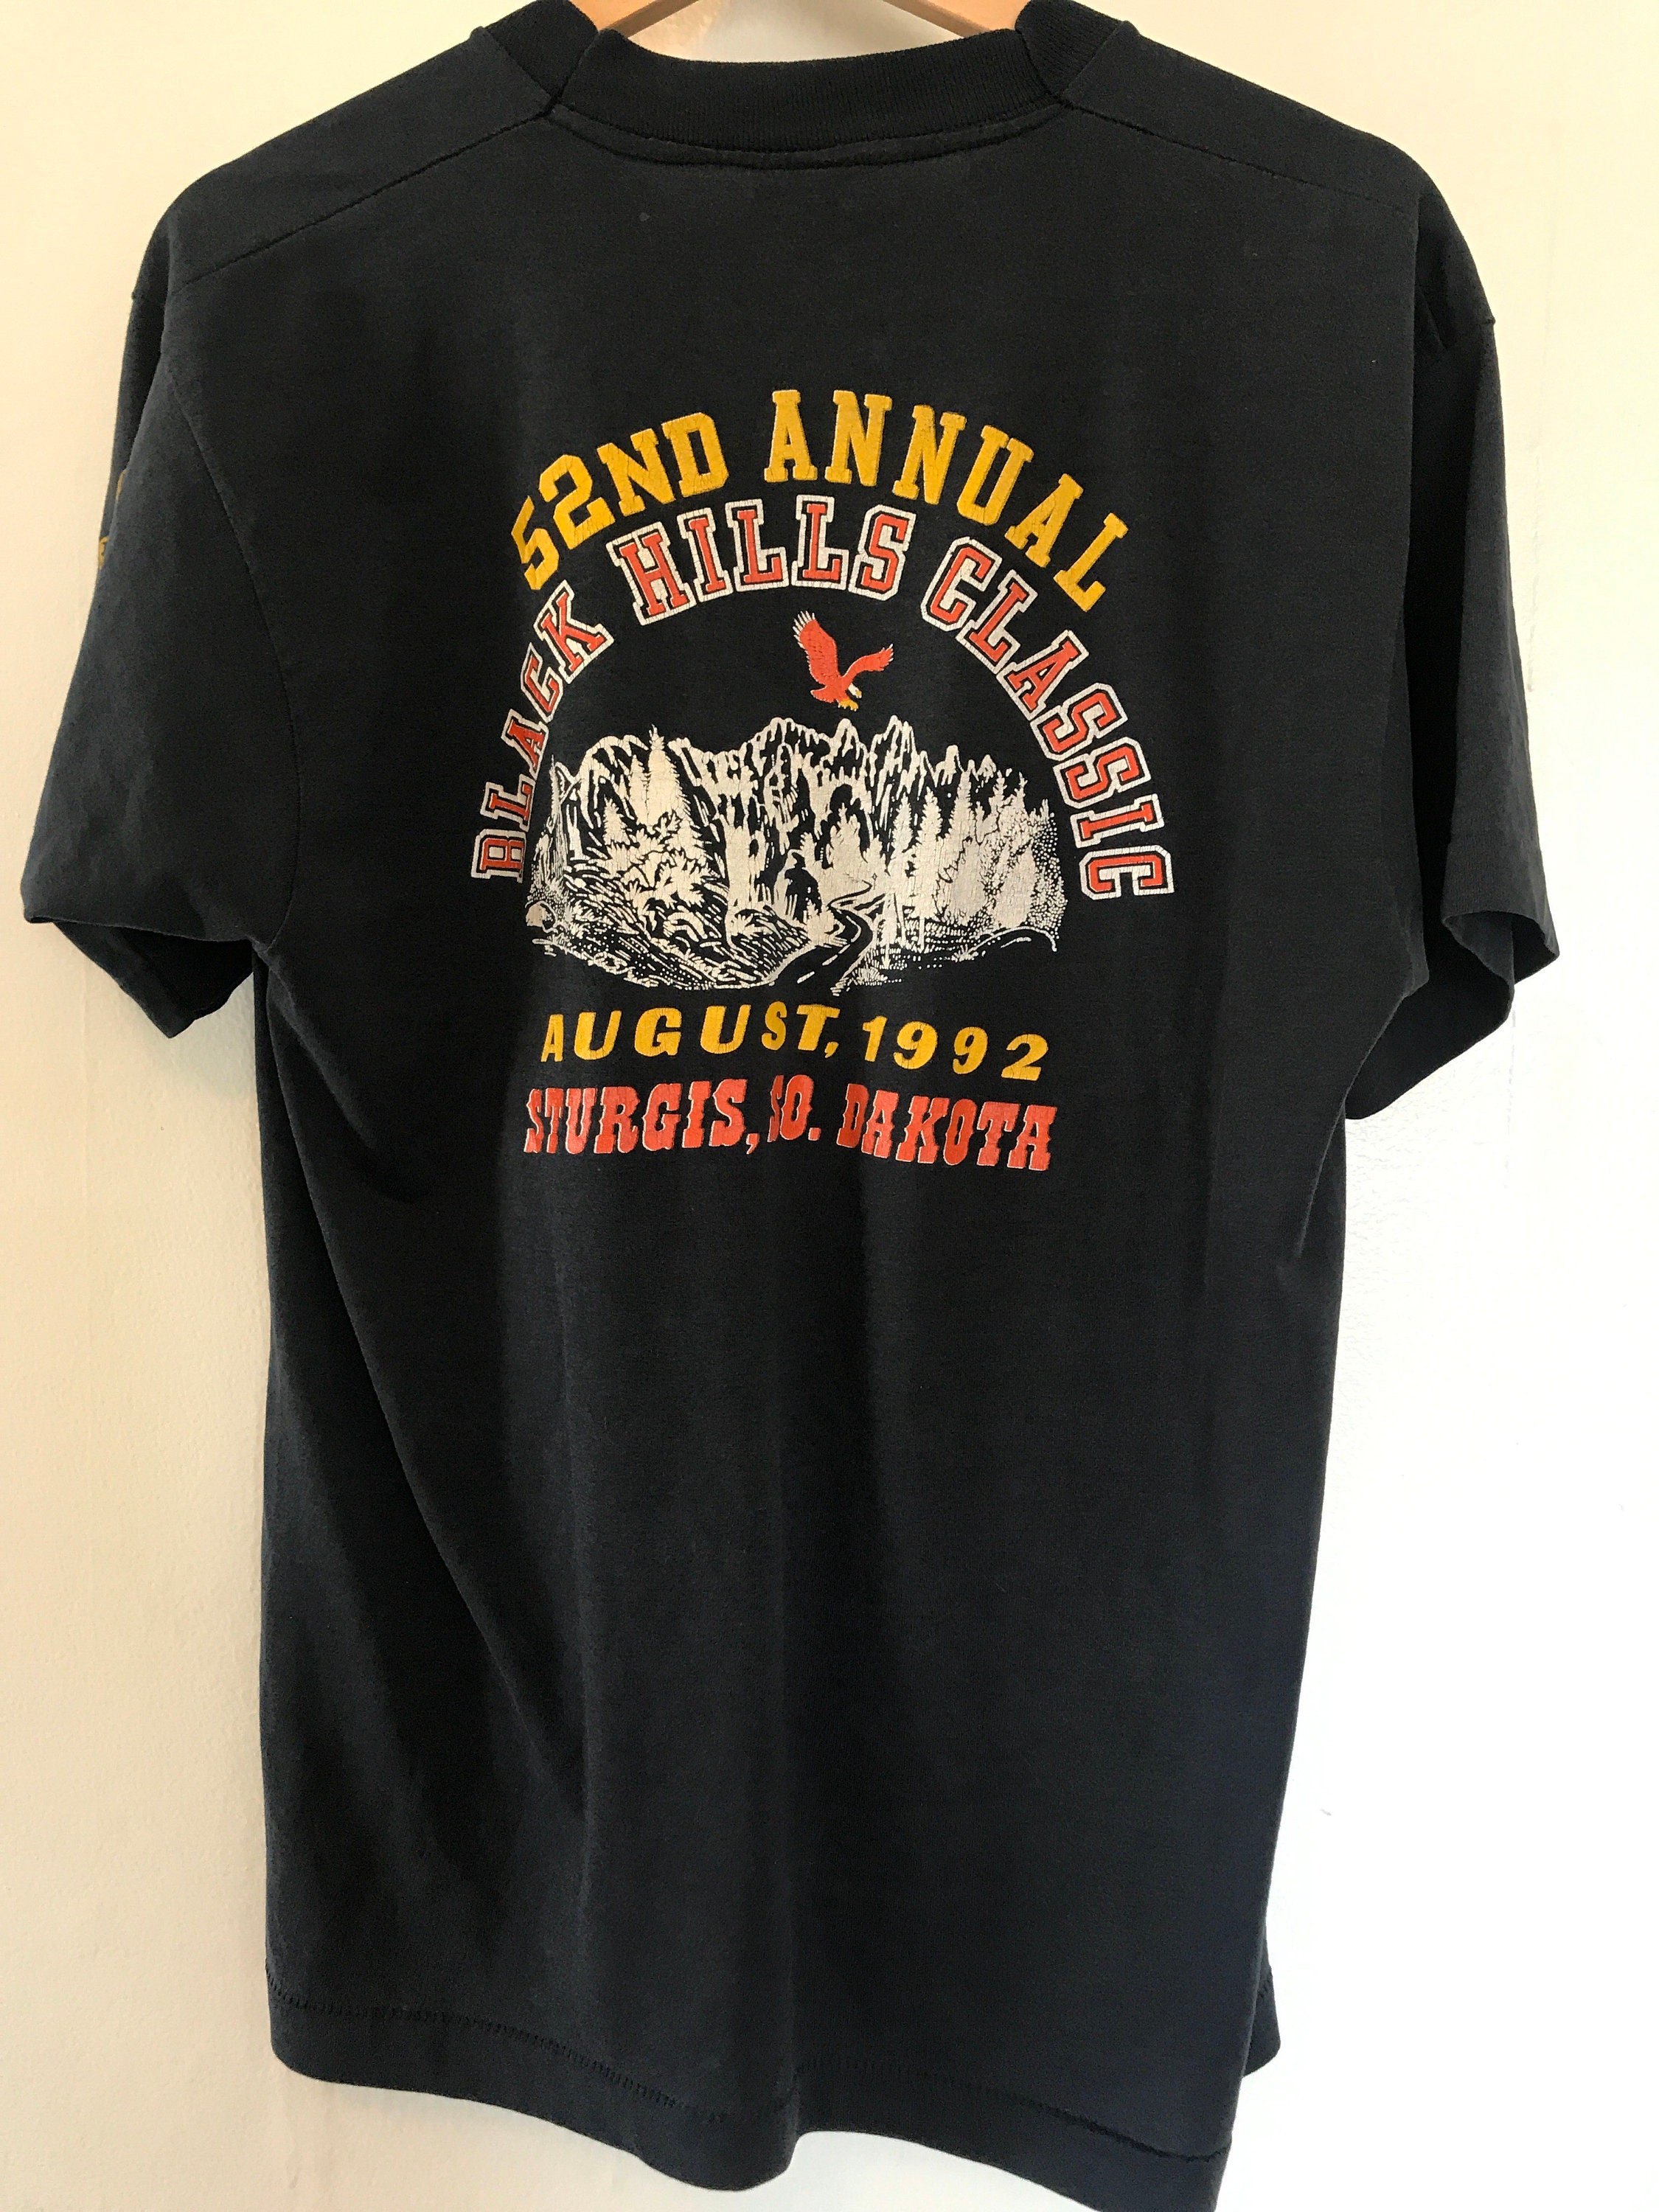 52ND ANNUAL
BLACK HILLS CLASSIC
AUGUST, 1992
STURGIS, SO. DAKOTA